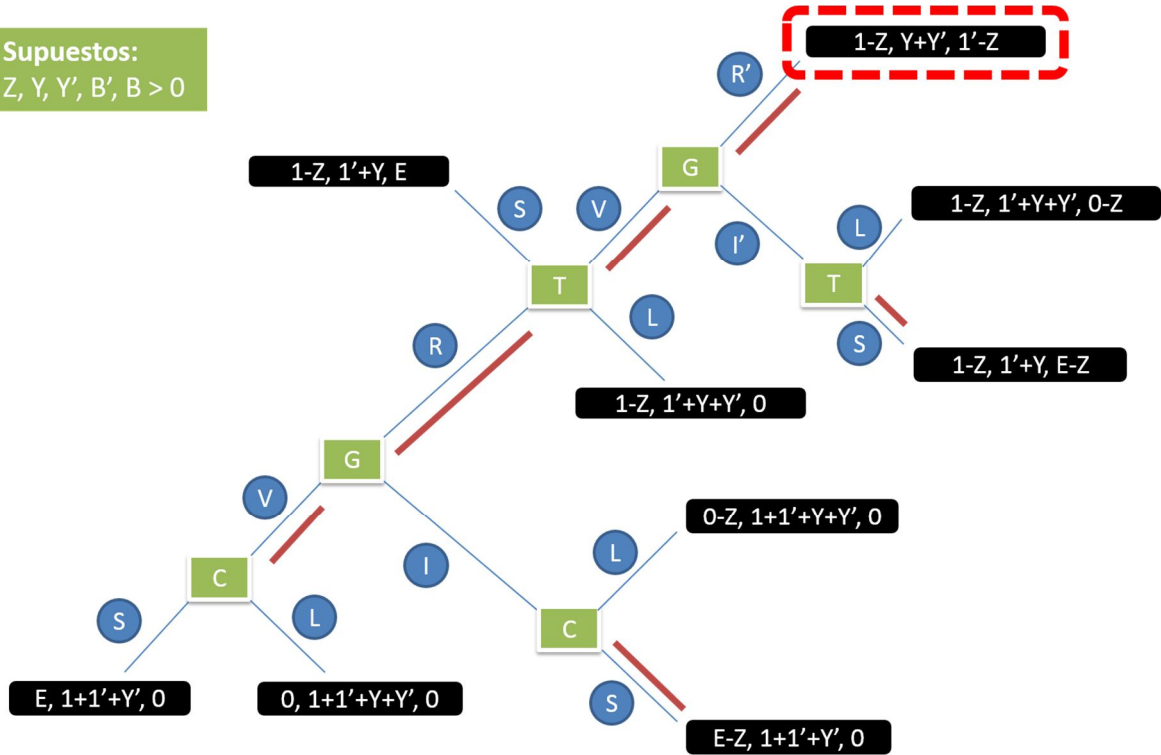 Supuestos:
Z, Y, Y’, B’, B > 0
1-Z, Y+Y’, 1’-Z
R’
G
1-Z, 1’+Y, E
S
V
I’
L
1-Z, 1’+Y+Y’, 0-Z
T
T
S
1-Z, 1’+Y, E-Z
R
L
1-Z, 1’+Y+Y’, 0
G
V
I
L
0-Z, 1+1’+Y+Y’, 0
C
S
L
C
S
E, 1+1’+Y’, 0
0, 1+1’+Y+Y’, 0
E-Z, 1+1’+Y’, 0